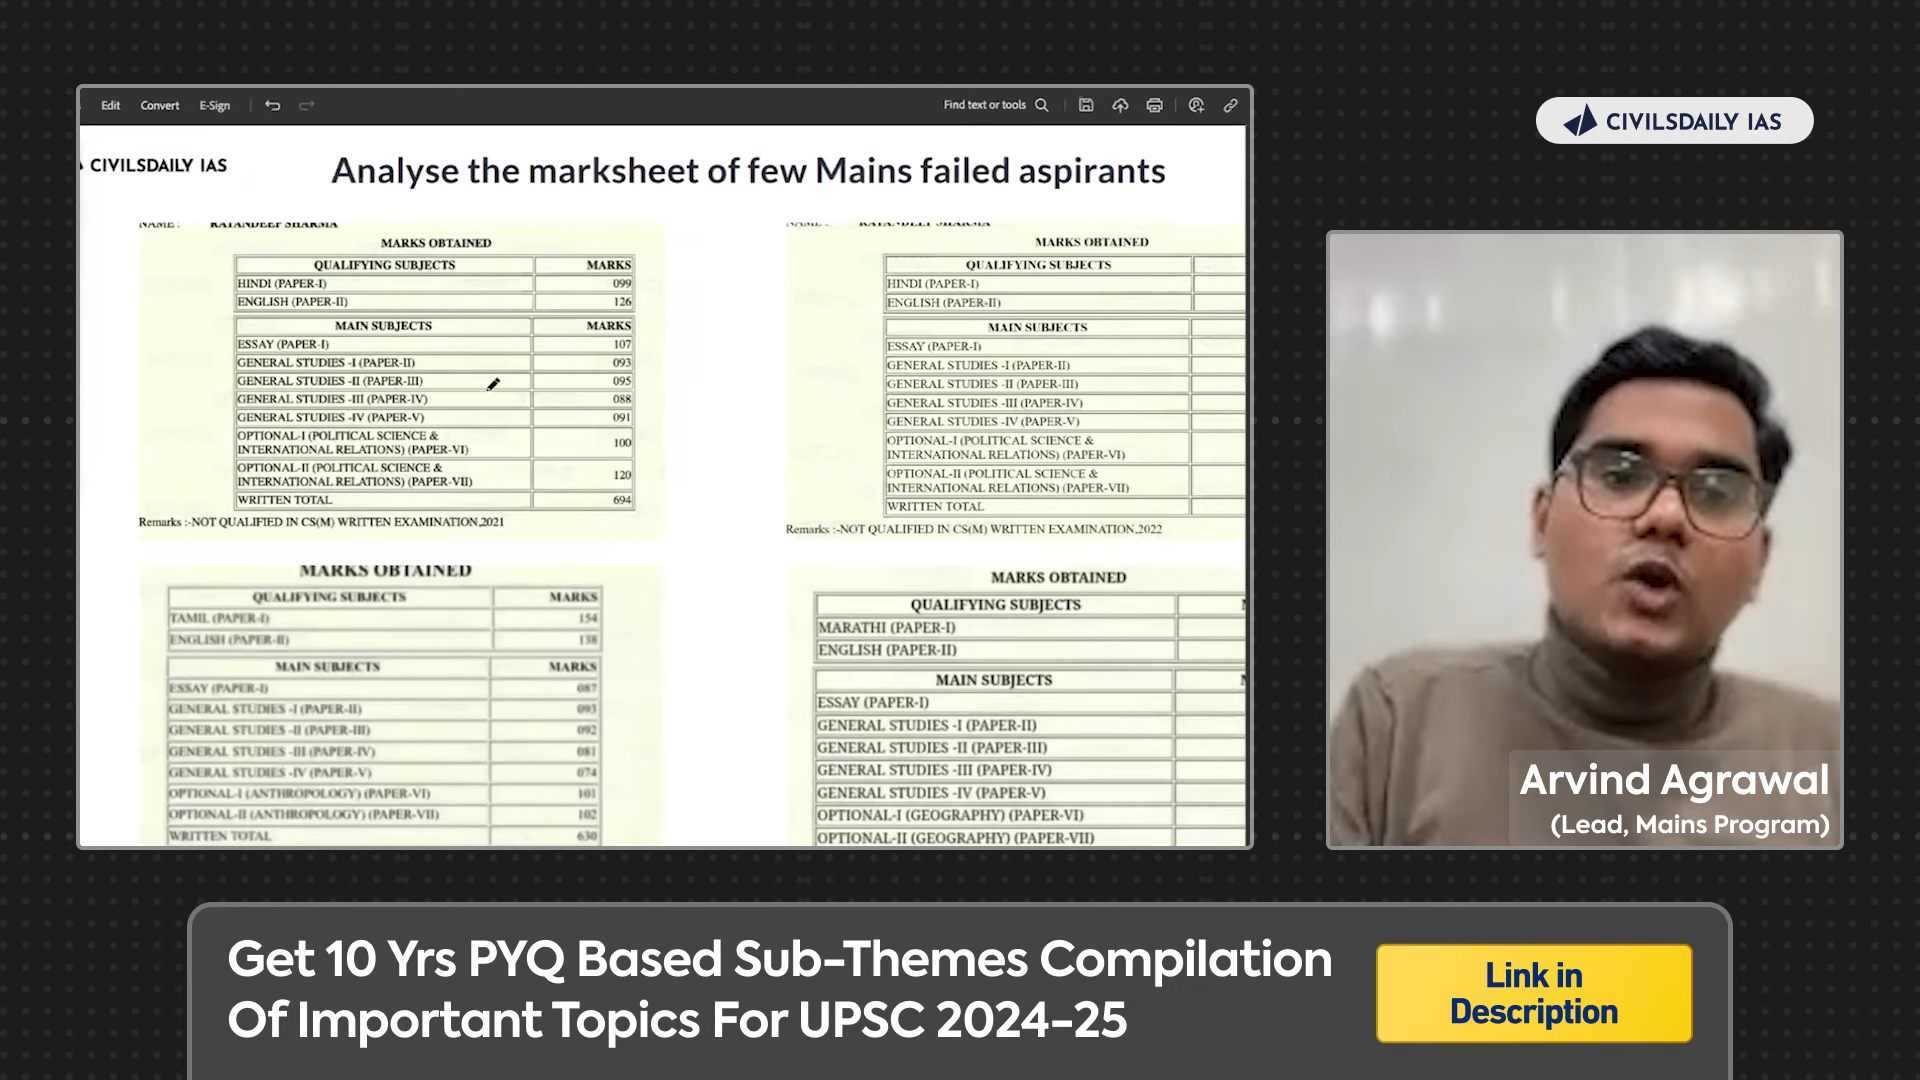 Edit Convert E-Sign Find text or tools
CIVILSDAILY IAS
CIVILSDAILY IAS
Analyse the marksheet of few Mains failed aspirants
NAME : RATANDEEP SHARMA
MARKS OBTAINED
QUALIFYING SUBJECTS MARKS
HINDI (PAPER-I) 099
ENGLISH (PAPER-II) 126
MAIN SUBJECTS MARKS
ESSAY (PAPER-I) 107
GENERAL STUDIES -I (PAPER-II) 093
GENERAL STUDIES -II (PAPER-III) 095
GENERAL STUDIES -III (PAPER-IV) 088
GENERAL STUDIES -IV (PAPER-V) 091
OPTIONAL-I (POLITICAL SCIENCE &
INTERNATIONAL RELATIONS) (PAPER-VI) 100
OPTIONAL-II (POLITICAL SCIENCE &
INTERNATIONAL RELATIONS) (PAPER-VII) 120
WRITTEN TOTAL 694
Remarks :-NOT QUALIFIED IN CS(M) WRITTEN EXAMINATION,2021
NAME : RATANDEEP SHARMA
MARKS OBTAINED
QUALIFYING SUBJECTS
HINDI (PAPER-I)
ENGLISH (PAPER-II)
MAIN SUBJECTS
ESSAY (PAPER-I)
GENERAL STUDIES -I (PAPER-II)
GENERAL STUDIES -II (PAPER-III)
GENERAL STUDIES -III (PAPER-IV)
GENERAL STUDIES -IV (PAPER-V)
OPTIONAL-I (POLITICAL SCIENCE &
INTERNATIONAL RELATIONS) (PAPER-VI)
OPTIONAL-II (POLITICAL SCIENCE &
INTERNATIONAL RELATIONS) (PAPER-VII)
WRITTEN TOTAL
Remarks :-NOT QUALIFIED IN CS(M) WRITTEN EXAMINATION,2022
MARKS OBTAINED
QUALIFYING SUBJECTS MARKS
TAMIL (PAPER-I) 154
ENGLISH (PAPER-II) 138
MAIN SUBJECTS MARKS
ESSAY (PAPER-I) 087
GENERAL STUDIES -I (PAPER-II) 093
GENERAL STUDIES -II (PAPER-III) 092
GENERAL STUDIES -III (PAPER-IV) 081
GENERAL STUDIES -IV (PAPER-V) 074
OPTIONAL-I (ANTHROPOLOGY) (PAPER-VI) 101
OPTIONAL-II (ANTHROPOLOGY) (PAPER-VII) 102
WRITTEN TOTAL 630
MARKS OBTAINED
QUALIFYING SUBJECTS
MARATHI (PAPER-I)
ENGLISH (PAPER-II)
MAIN SUBJECTS
ESSAY (PAPER-I)
GENERAL STUDIES -I (PAPER-II)
GENERAL STUDIES -II (PAPER-III)
GENERAL STUDIES -III (PAPER-IV)
GENERAL STUDIES -IV (PAPER-V)
OPTIONAL-I (GEOGRAPHY) (PAPER-VI)
OPTIONAL-II (GEOGRAPHY) (PAPER-VII)
Arvind Agrawal
(Lead, Mains Program)
Get 10 Yrs PYQ Based Sub-Themes Compilation
Of Important Topics For UPSC 2024-25
Link in
Description